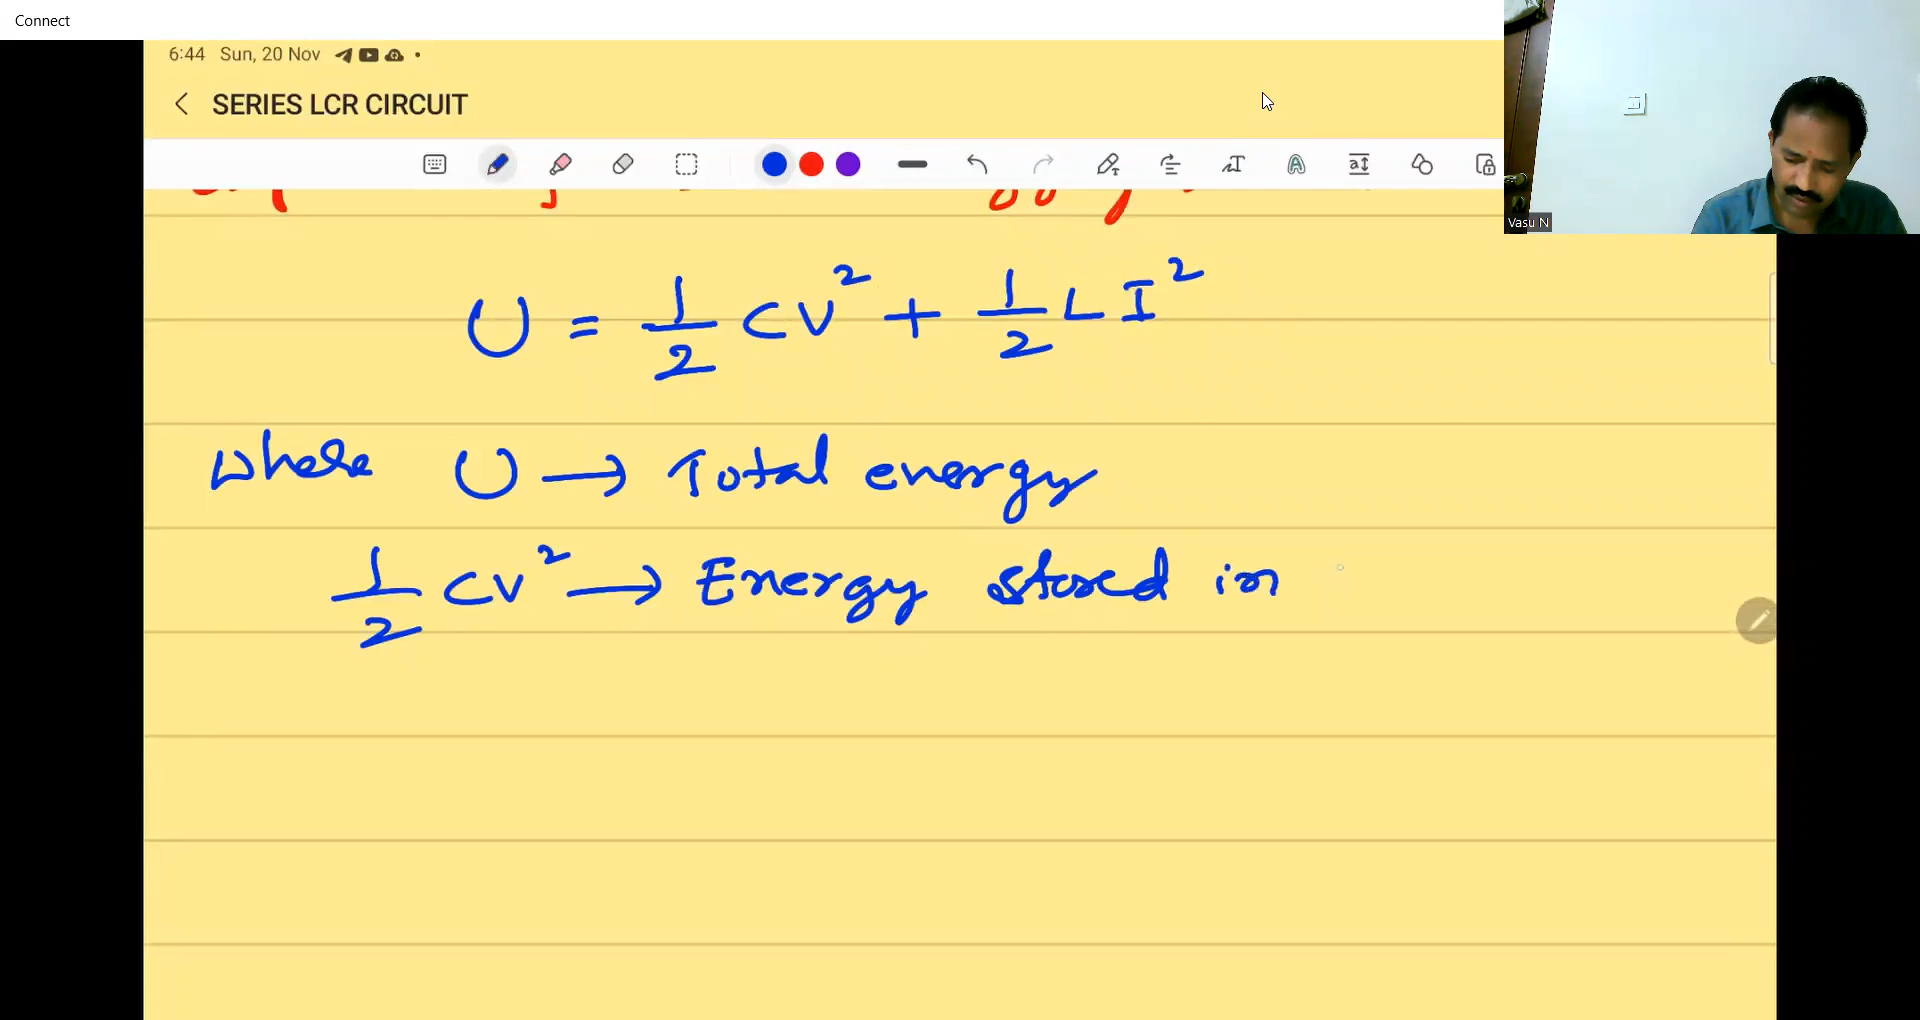 Connect
6:44 Sun, 20 Nov
SERIES LCR CIRCUIT
Vasu N
U = 1/2 CV² + 1/2 LI²
where U → Total energy
1/2 CV² → Energy stored in